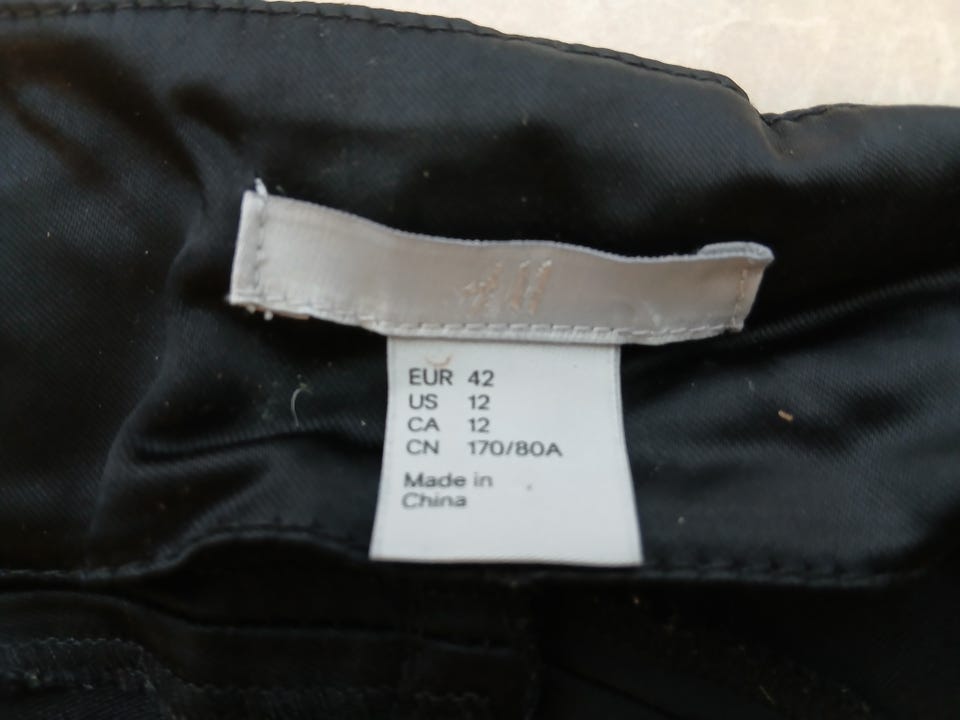 EUR 42
US 12
CA 12
CN 170/80A
Made in
China